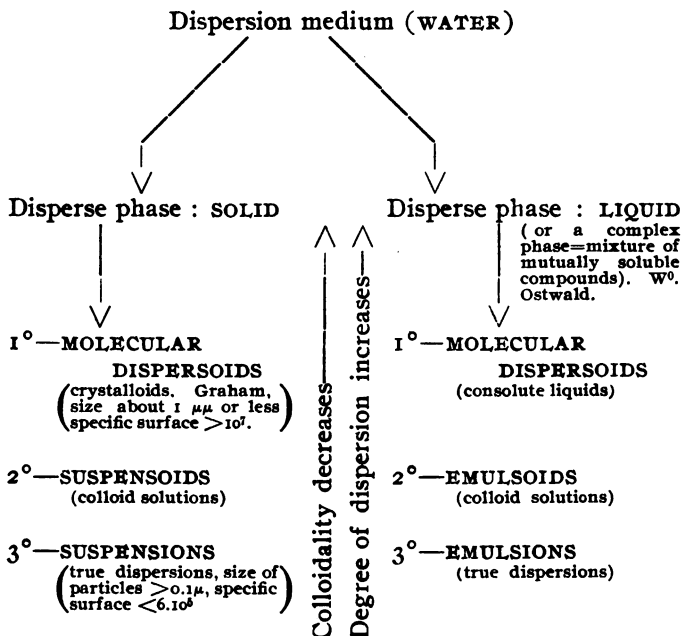 Dispersion medium (WATER)
Disperse phase : SOLID
1°—MOLECULAR
DISPERSOIDS
(crystalloids. Graham,
size about 1 μμ or less
specific surface >10⁷.)
2°—SUSPENSOIDS
(colloid solutions)
3°—SUSPENSIONS
(true dispersions, size of
particles >0.1μ, specific
surface <6.10⁵)
Colloidality decreases
Degree of dispersion increases
Disperse phase : LIQUID
( or a complex
phase=mixture of
mutually soluble
compounds). Wº.
Ostwald.
1°—MOLECULAR
DISPERSOIDS
(consolute liquids)
2°—EMULSOIDS
(colloid solutions)
3°—EMULSIONS
(true dispersions)